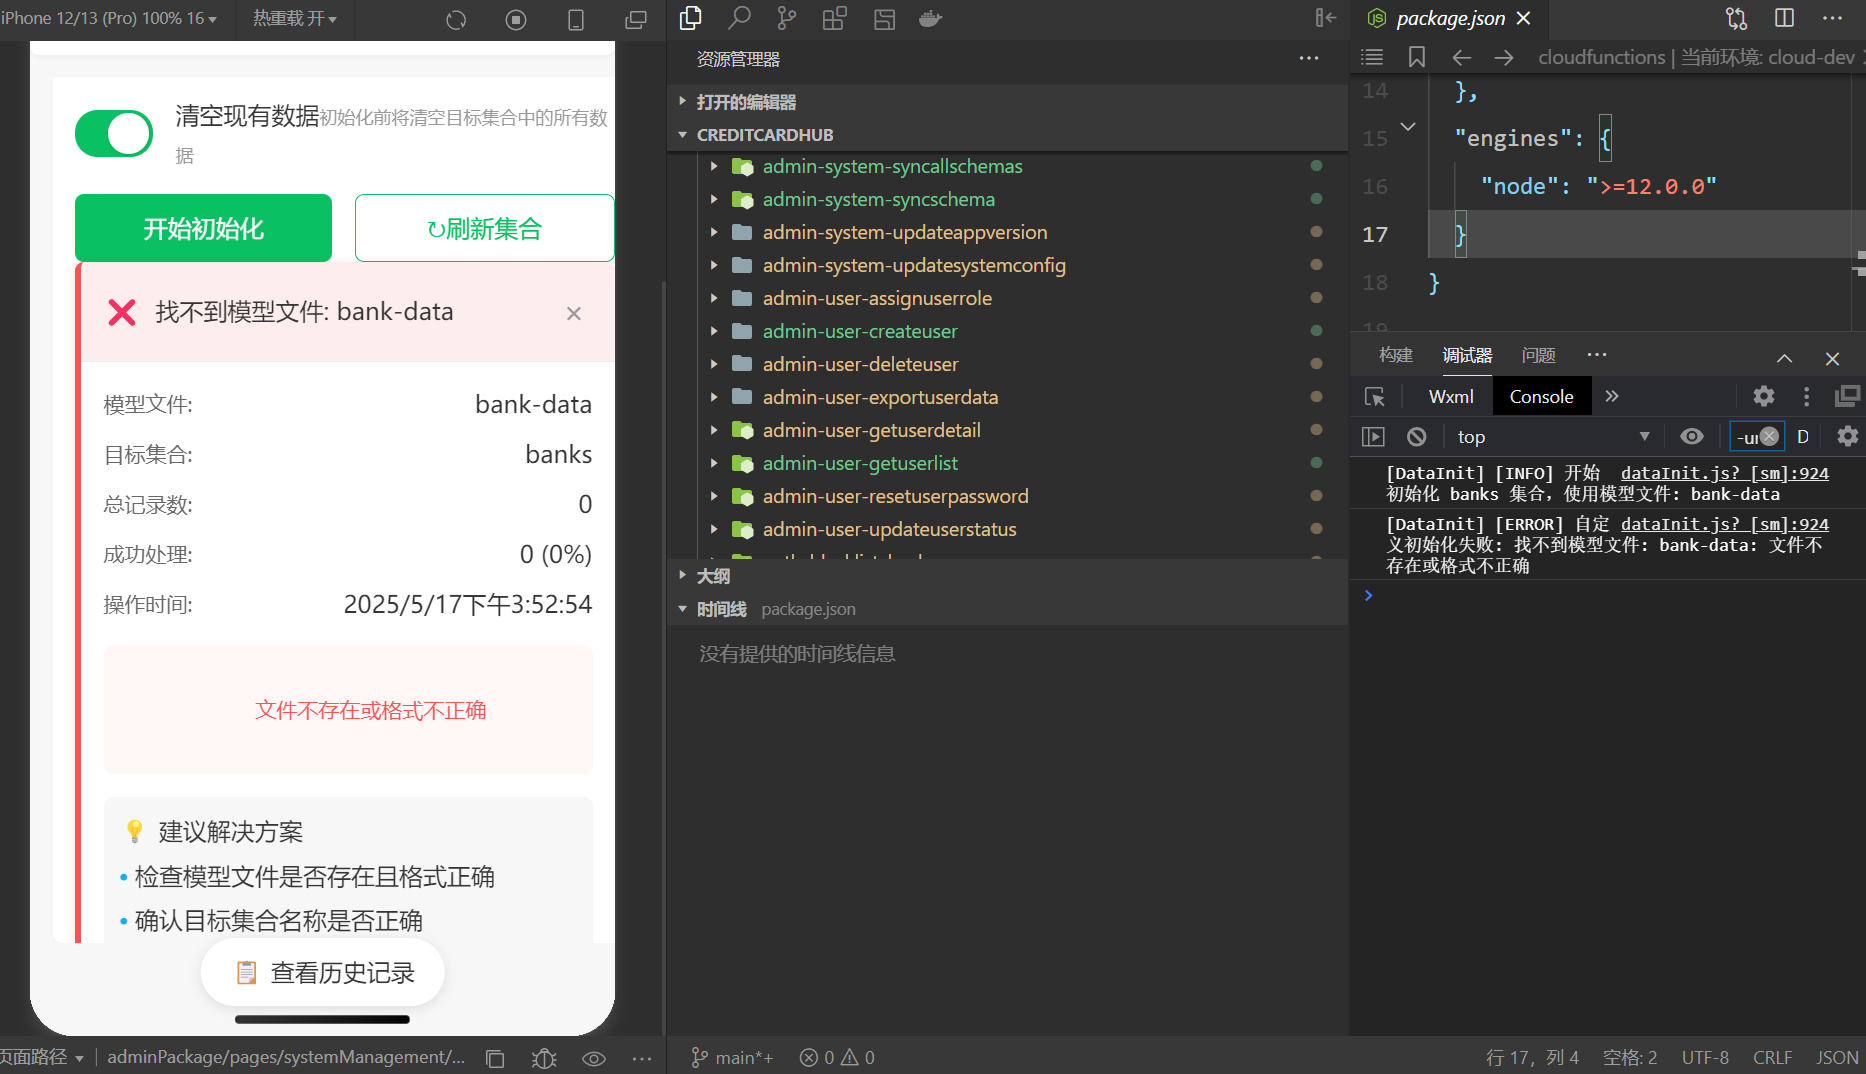 iPhone 12/13 (Pro) 100% 16
热重载 开
清空现有数据初始化前将清空目标集合中的所有数
据
开始初始化
↻刷新集合
找不到模型文件: bank-data
×
模型文件:
bank-data
目标集合:
banks
总记录数:
0
成功处理:
0 (0%)
操作时间:
2025/5/17下午3:52:54
文件不存在或格式不正确
建议解决方案
• 检查模型文件是否存在且格式正确
• 确认目标集合名称是否正确
查看历史记录
页面路径
adminPackage/pages/systemManagement/...
资源管理器
打开的编辑器
CREDITCARDHUB
admin-system-syncallschemas
admin-system-syncschema
admin-system-updateappversion
admin-system-updatesystemconfig
admin-user-assignuserrole
admin-user-createuser
admin-user-deleteuser
admin-user-exportuserdata
admin-user-getuserdetail
admin-user-getuserlist
admin-user-resetuserpassword
admin-user-updateuserstatus
大纲
时间线 package.json
没有提供的时间线信息
main*+
0 0
JS package.json
cloudfunctions | 当前环境: cloud-dev
14 },
15 "engines": {
16 "node": ">=12.0.0"
17 }
18 }
19
构建 调试器 问题
Wxml Console
top
D
[DataInit] [INFO] 开始 dataInit.js? [sm]:924
初始化 banks 集合，使用模型文件: bank-data
[DataInit] [ERROR] 自定 dataInit.js? [sm]:924
义初始化失败: 找不到模型文件: bank-data: 文件不
存在或格式不正确
行 17，列 4 空格: 2 UTF-8 CRLF JSON